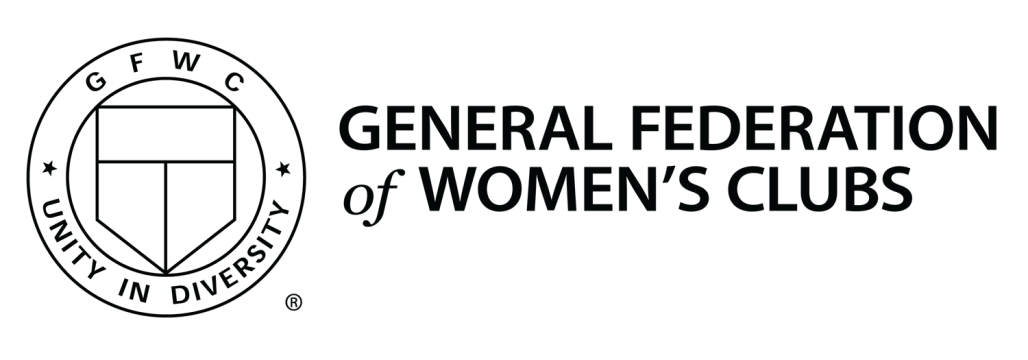 GFWC
UNITY IN DIVERSITY
®
GENERAL FEDERATION
of WOMEN'S CLUBS